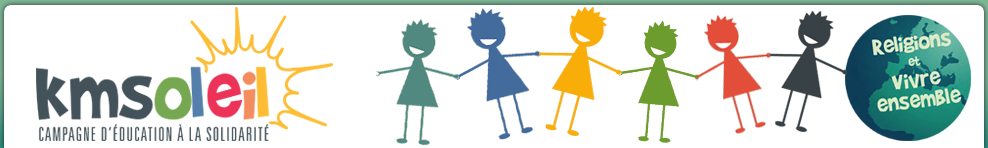 kmsoleil
CAMPAGNE D'ÉDUCATION À LA SOLIDARITÉ
Religions
et
Vivre
ensemble